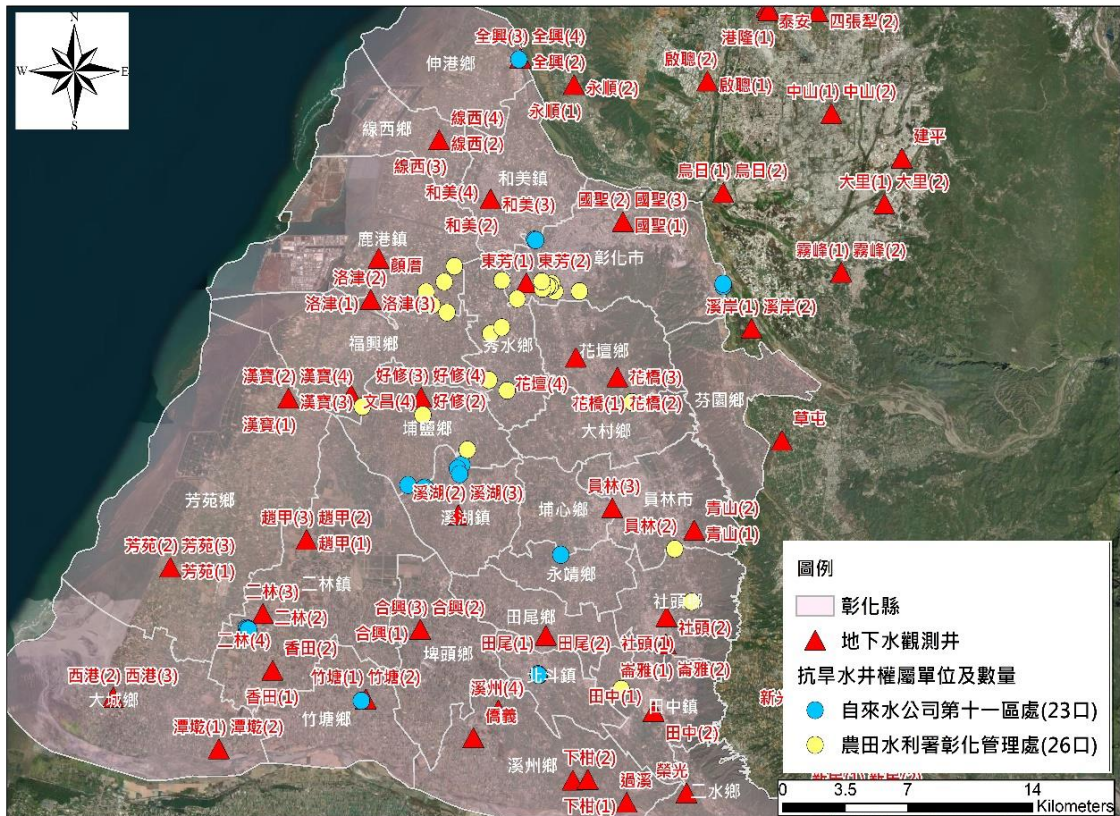 N
W
E
S
港隆(1)
泰安
四張犁(2)
全興(3) 全興(4)
全興(2)
伸港鄉
永順(2)
永順(1)
啟聰(2)
啟聰(1)
中山(1) 中山(2)
建平
線西鄉
線西(4)
線西(2)
線西(3)
和美鎮
和美(4)
和美(3)
和美(2)
國聖(2) 國聖(3)
國聖(1)
烏日(1) 烏日(2)
大里(1) 大里(2)
鹿港鎮
顏厝
東芳(1) 東芳(2)
彰化市
霧峰(1) 霧峰(2)
洛津(2)
洛津(1)
洛津(3)
溪岸(1) 溪岸(2)
福興鄉
秀水鄉
花壇鄉
漢寶(2) 漢寶(4)
好修(3) 好修(4)
花壇(4)
花橋(3)
漢寶(3)
文昌(4)
好修(2)
花橋(1) 花橋(2)
芬園鄉
漢寶(1)
埔鹽鄉
大村鄉
草屯
芳苑鄉
溪湖(2) 溪湖(3)
溪湖鎮
埔心鄉
員林(3)
員林市
員林(2)
青山(2)
青山(1)
趙甲(3) 趙甲(2)
趙甲(1)
芳苑(2) 芳苑(3)
芳苑(1)
永靖鄉
二林鎮
二林(3)
二林(2)
二林(4)
合興(3) 合興(2)
合興(1)
埤頭鄉
田尾鄉
田尾(1)
田尾(2)
社頭鄉
社頭(2)
社頭(1)
香田(2)
香田(1)
崙雅(1)
崙雅(2)
西港(2) 西港(3)
大城鄉
竹塘(1) 竹塘(2)
竹塘鄉
北斗鎮
溪州(4)
僑義
田中(1)
田中鎮
田中(2)
潭墘(1) 潭墘(2)
溪州鄉
下柑(2)
下柑(1)
過溪
榮光
二水鄉
圖例
彰化縣
地下水觀測井
抗旱水井權屬單位及數量
自來水公司第十一區處(23口)
農田水利署彰化管理處(26口)
0 3.5 7 14
Kilometers